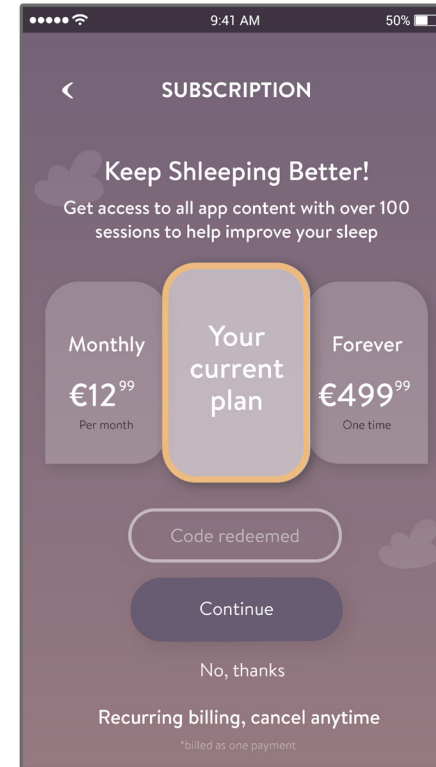 9:41 AM
50%
SUBSCRIPTION
Keep Shleeping Better!
Get access to all app content with over 100
sessions to help improve your sleep
Monthly
€12⁹⁹
Per month
Your
current
plan
Forever
€499⁹⁹
One time
Code redeemed
Continue
No, thanks
Recurring billing, cancel anytime
*billed as one payment